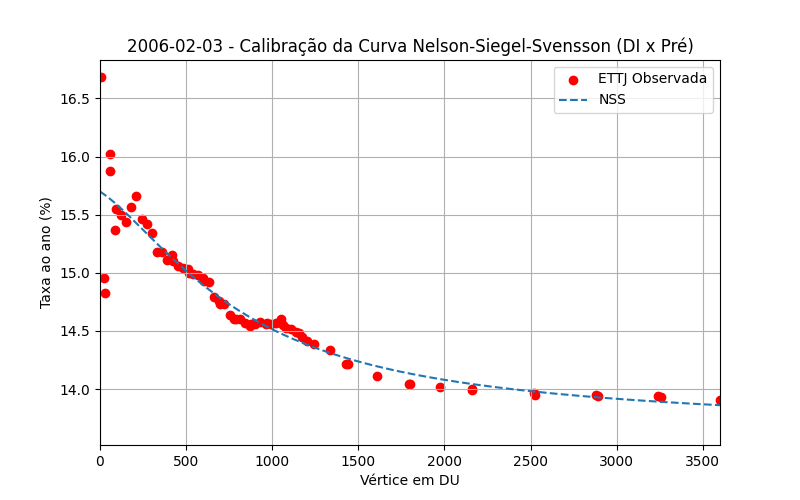 2006-02-03 - Calibração da Curva Nelson-Siegel-Svensson (DI x Pré)
ETTJ Observada
NSS
Taxa ao ano (%)
16.5
16.0
15.5
15.0
14.5
14.0
0 500 1000 1500 2000 2500 3000 3500
Vértice em DU